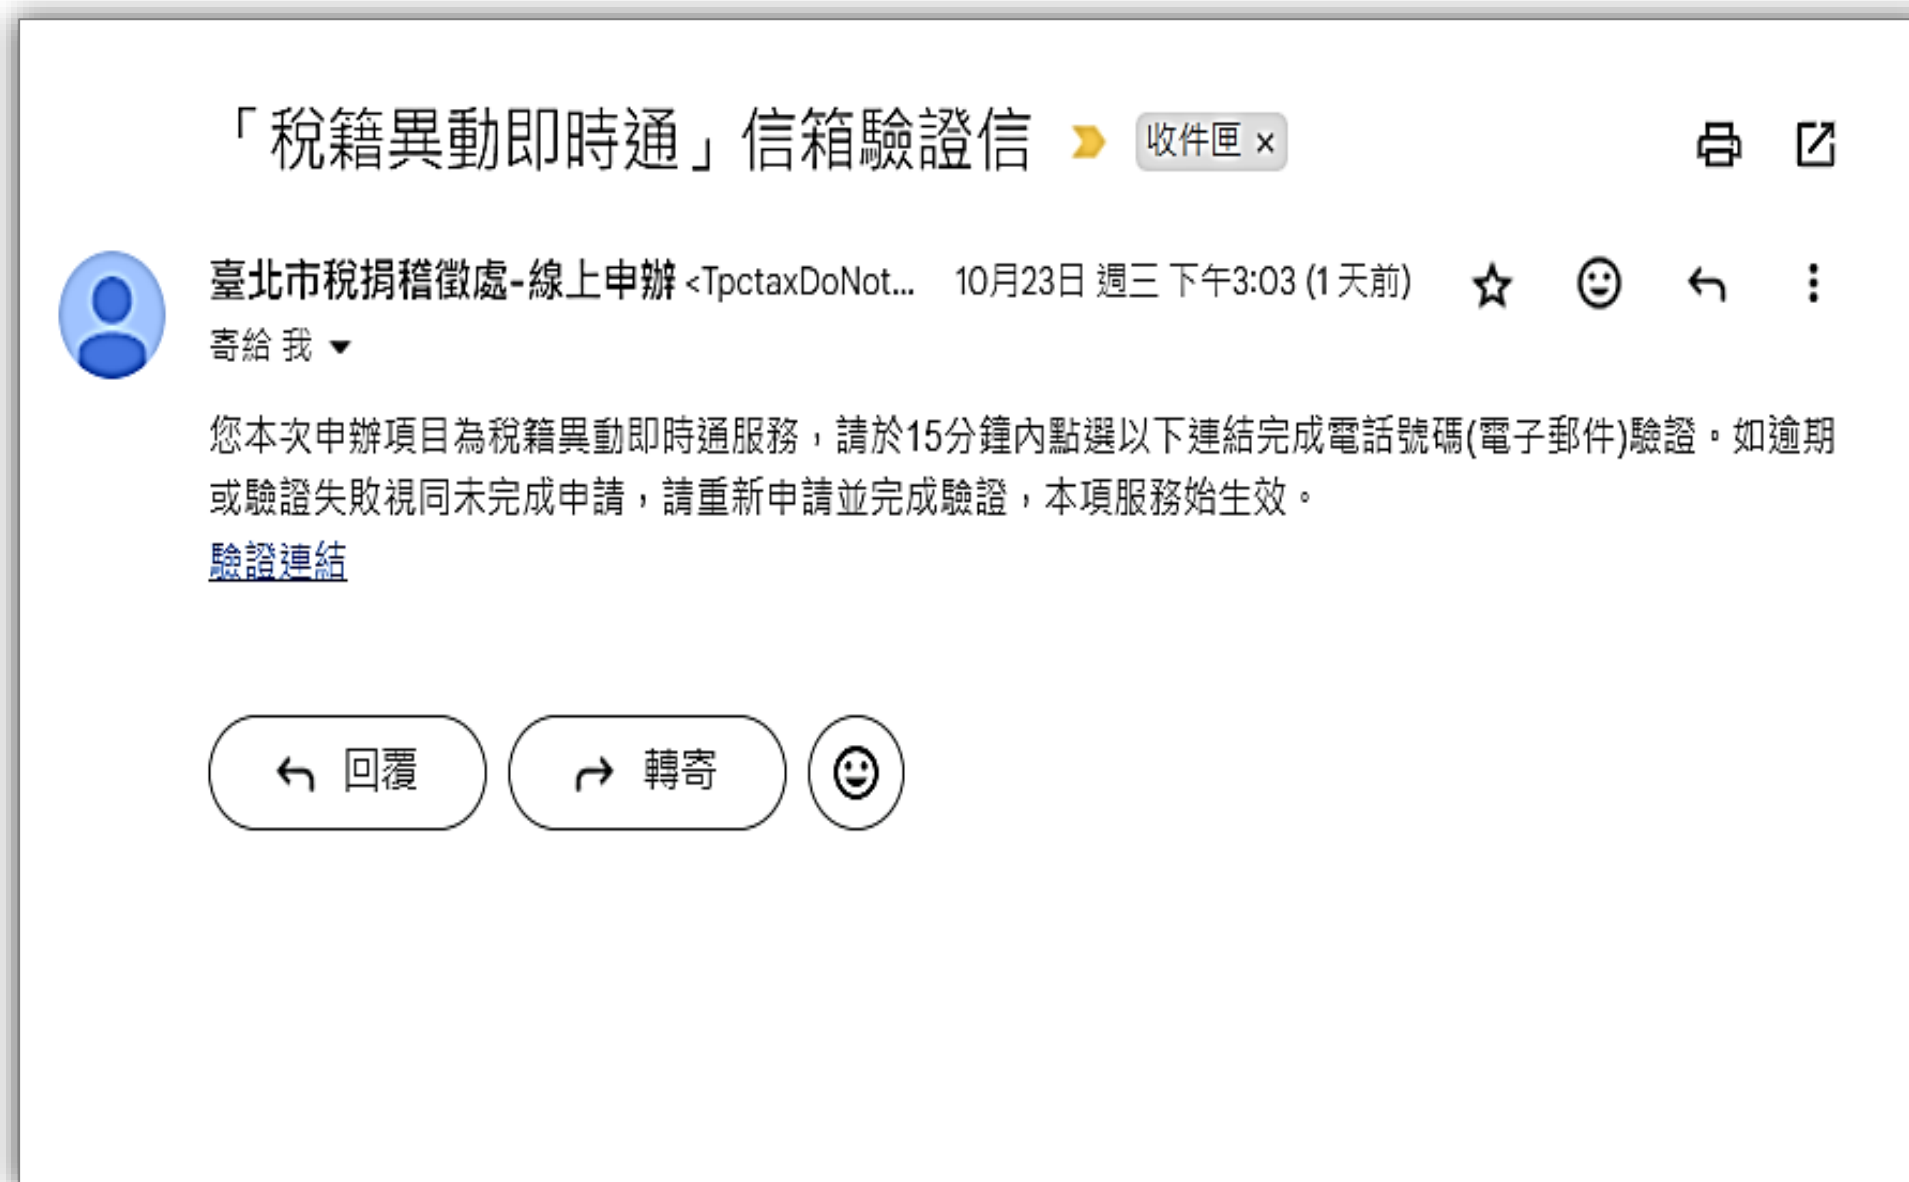 「稅籍異動即時通」信箱驗證信 收件匣 x
臺北市稅捐稽徵處-線上申辦 <TpctaxDoNot... 10月23日 週三 下午3:03 (1 天前)
寄給 我
您本次申辦項目為稅籍異動即時通服務，請於15分鐘內點選以下連結完成電話號碼(電子郵件)驗證。如逾期
或驗證失敗視同未完成申請，請重新申請並完成驗證，本項服務始生效。
驗證連結
回覆 轉寄